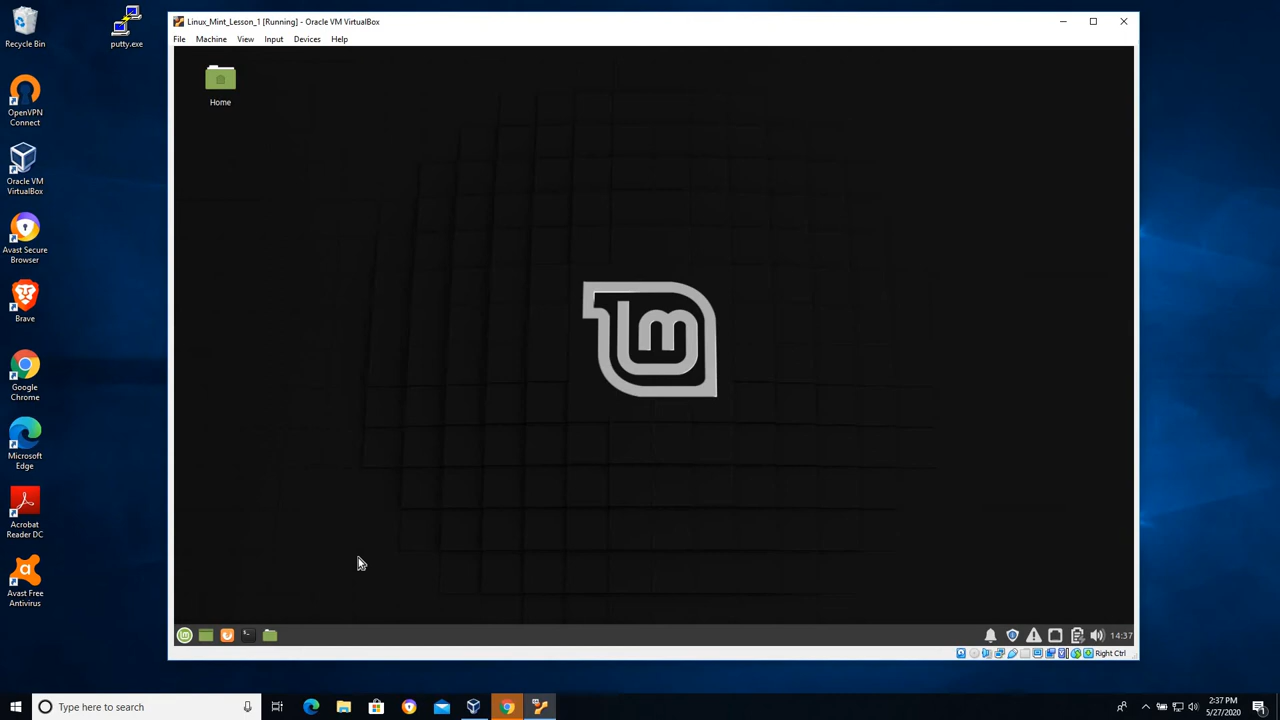 Linux_Mint_Lesson_1 [Running] - Oracle VM VirtualBox
File Machine View Input Devices Help
Recycle Bin
putty.exe
OpenVPN
Connect
Oracle VM
VirtualBox
Avast Secure
Browser
Brave
Google
Chrome
Microsoft
Edge
Acrobat
Reader DC
Avast Free
Antivirus
Home
lm
14:37
Right Ctrl
Type here to search
2:37 PM
5/27/2020
1